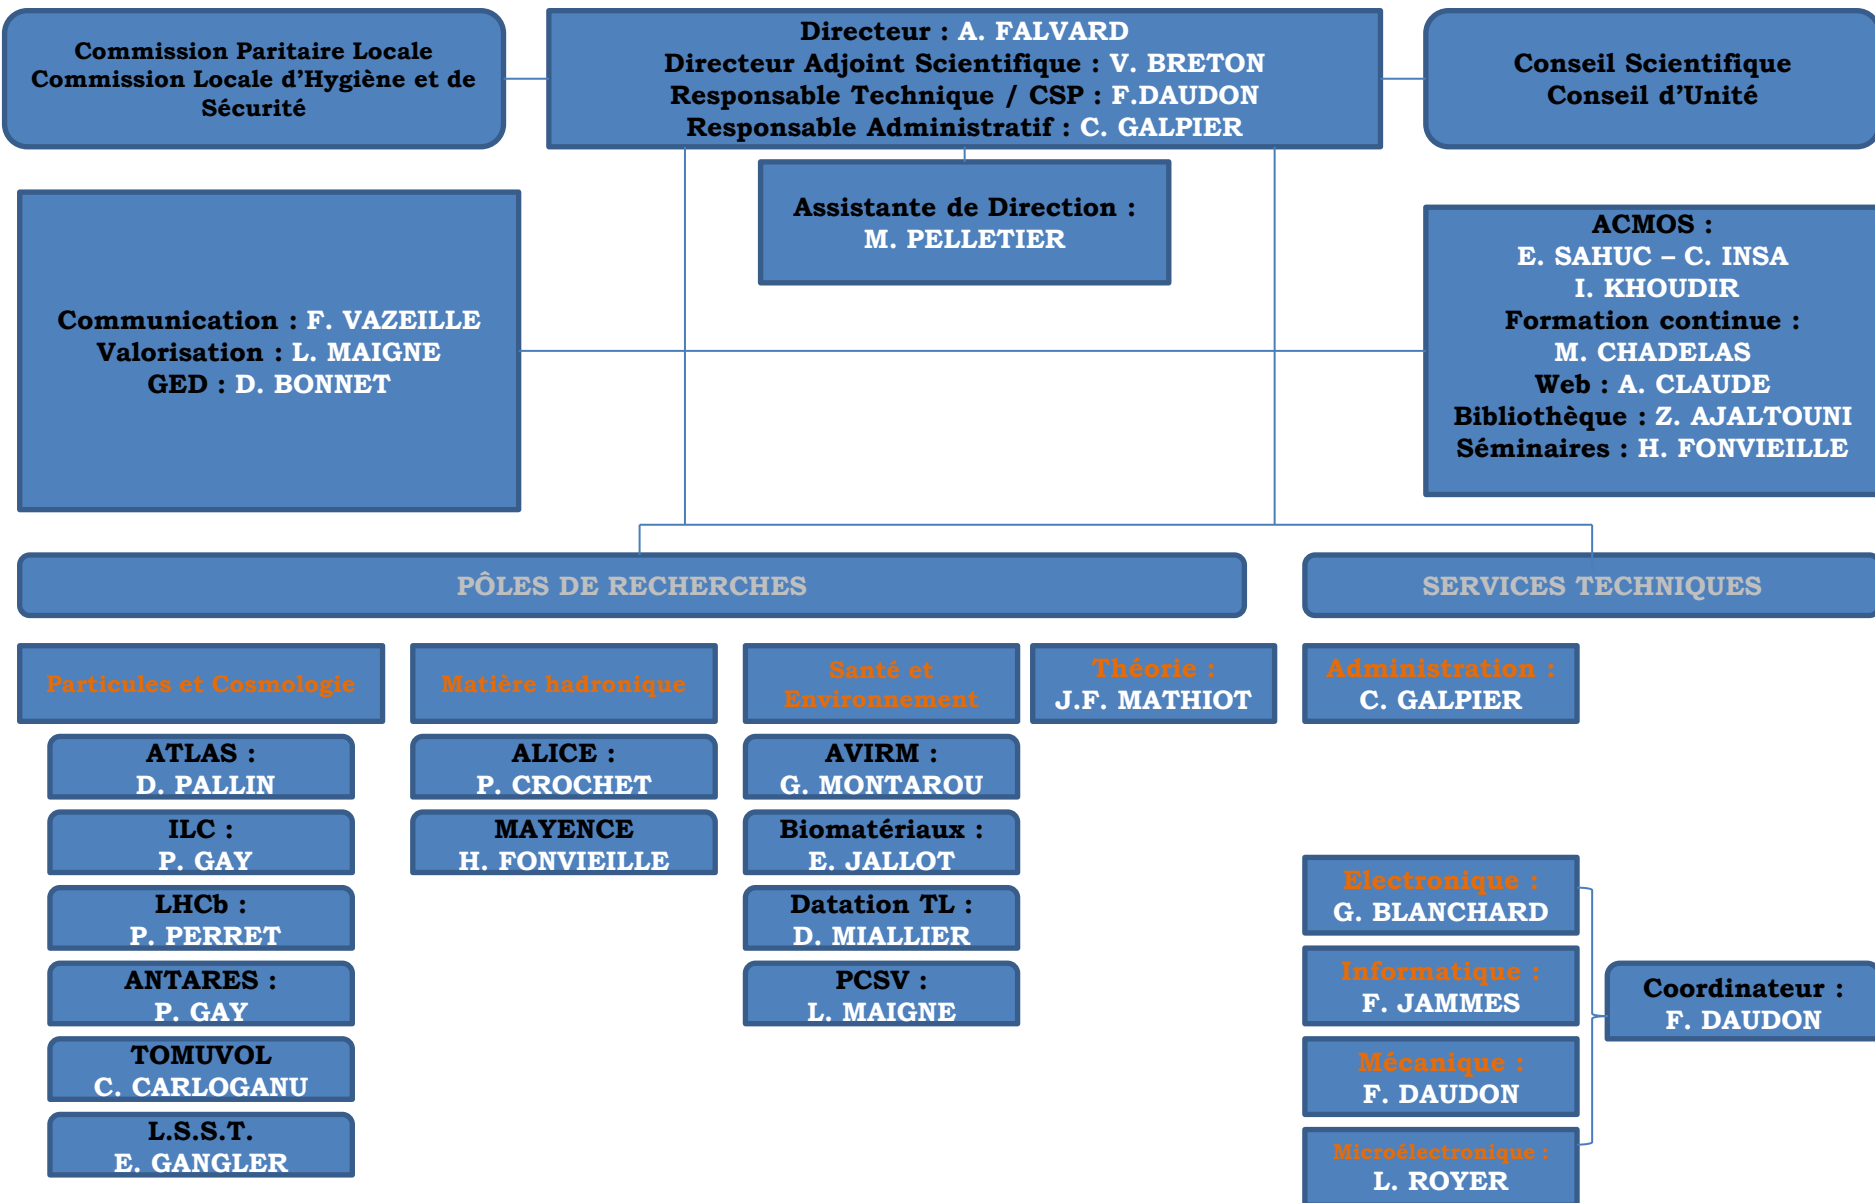 Commission Paritaire Locale
Commission Locale d’Hygiène et de
Sécurité
Directeur : A. FALVARD
Directeur Adjoint Scientifique : V. BRETON
Responsable Technique / CSP : F.DAUDON
Responsable Administratif : C. GALPIER
Conseil Scientifique
Conseil d’Unité
Assistante de Direction :
M. PELLETIER
Communication : F. VAZEILLE
Valorisation : L. MAIGNE
GED : D. BONNET
ACMOS :
E. SAHUC – C. INSA
I. KHOUDIR
Formation continue :
M. CHADELAS
Web : A. CLAUDE
Bibliothèque : Z. AJALTOUNI
Séminaires : H. FONVIEILLE
PÔLES DE RECHERCHES
SERVICES TECHNIQUES
Particules et Cosmologie
ATLAS :
D. PALLIN
ILC :
P. GAY
LHCb :
P. PERRET
ANTARES :
P. GAY
TOMUVOL
C. CARLOGANU
L.S.S.T.
E. GANGLER
Matière hadronique
ALICE :
P. CROCHET
MAYENCE
H. FONVIEILLE
Santé et
Environnement
AVIRM :
G. MONTAROU
Biomatériaux :
E. JALLOT
Datation TL :
D. MIALLIER
PCSV :
L. MAIGNE
Théorie :
J.F. MATHIOT
Administration :
C. GALPIER
Electronique :
G. BLANCHARD
Informatique :
F. JAMMES
Mécanique :
F. DAUDON
Microélectronique :
L. ROYER
Coordinateur :
F. DAUDON